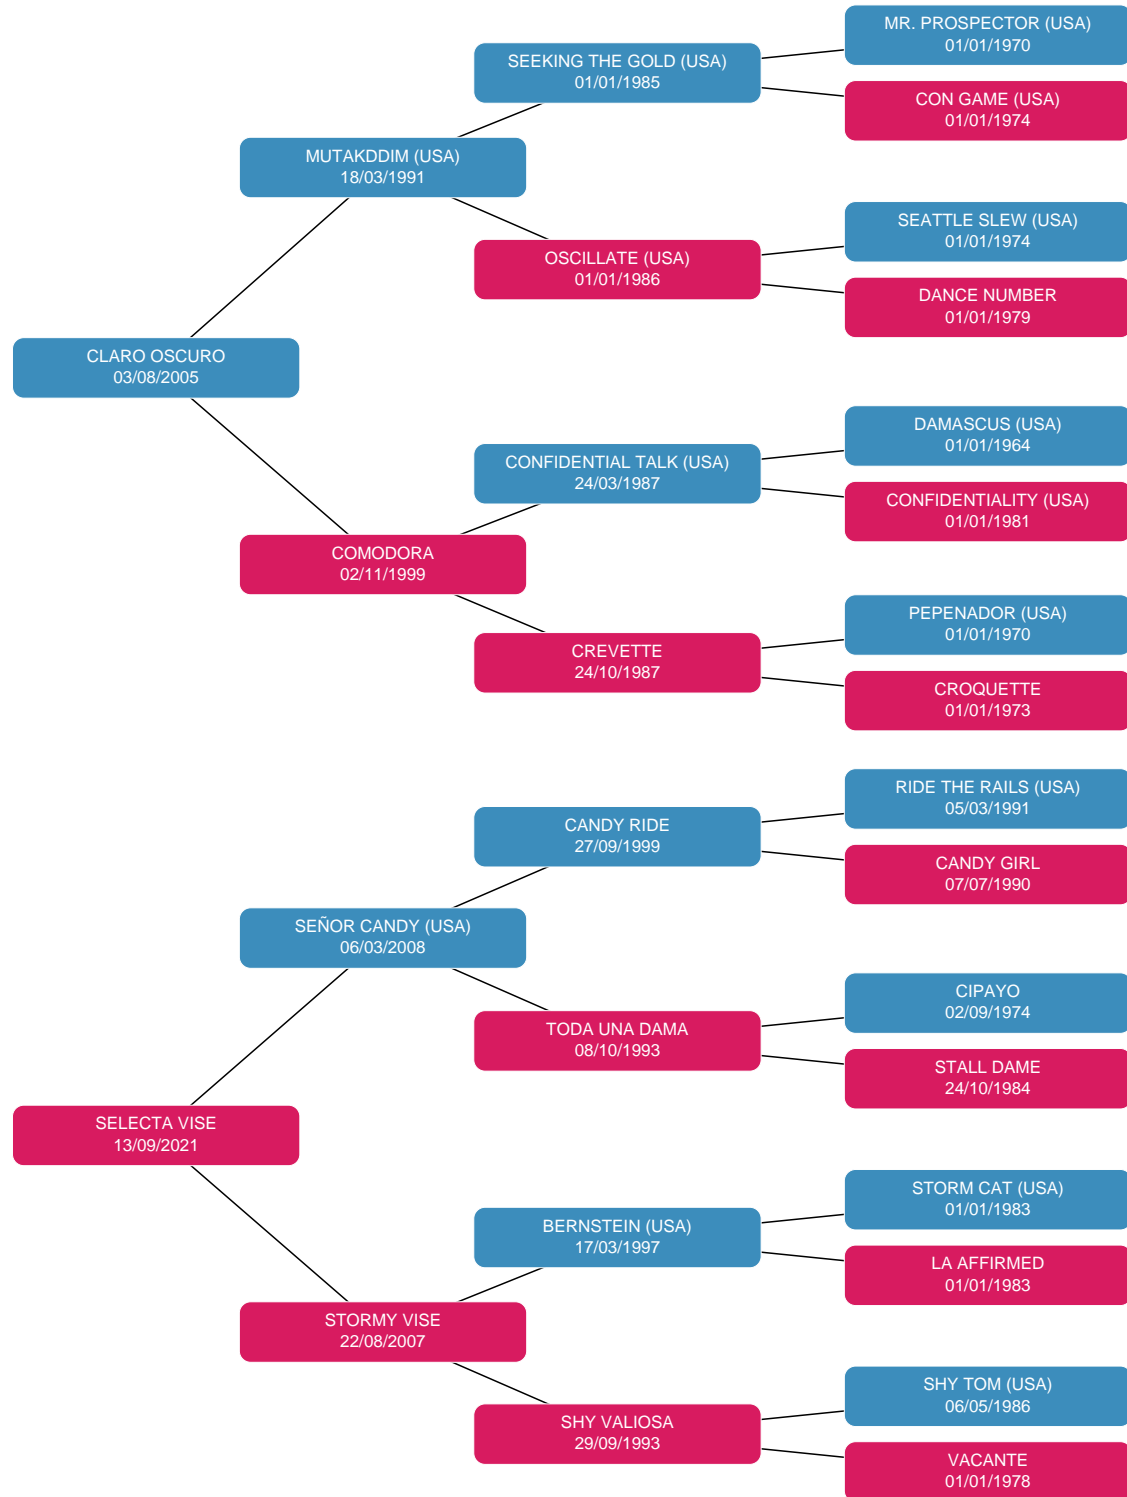 MR. PROSPECTOR (USA)
01/01/1970
SEEKING THE GOLD (USA)
01/01/1985
CON GAME (USA)
01/01/1974
MUTAKDDIM (USA)
18/03/1991
SEATTLE SLEW (USA)
01/01/1974
OSCILLATE (USA)
01/01/1986
DANCE NUMBER
01/01/1979
CLARO OSCURO
03/08/2005
DAMASCUS (USA)
01/01/1964
CONFIDENTIAL TALK (USA)
24/03/1987
CONFIDENTIALITY (USA)
01/01/1981
COMODORA
02/11/1999
PEPENADOR (USA)
01/01/1970
CREVETTE
24/10/1987
CROQUETTE
01/01/1973
RIDE THE RAILS (USA)
05/03/1991
CANDY RIDE
27/09/1999
CANDY GIRL
07/07/1990
SEÑOR CANDY (USA)
06/03/2008
CIPAYO
02/09/1974
TODA UNA DAMA
08/10/1993
STALL DAME
24/10/1984
SELECTA VISE
13/09/2021
STORM CAT (USA)
01/01/1983
BERNSTEIN (USA)
17/03/1997
LA AFFIRMED
01/01/1983
STORMY VISE
22/08/2007
SHY TOM (USA)
06/05/1986
SHY VALIOSA
29/09/1993
VACANTE
01/01/1978